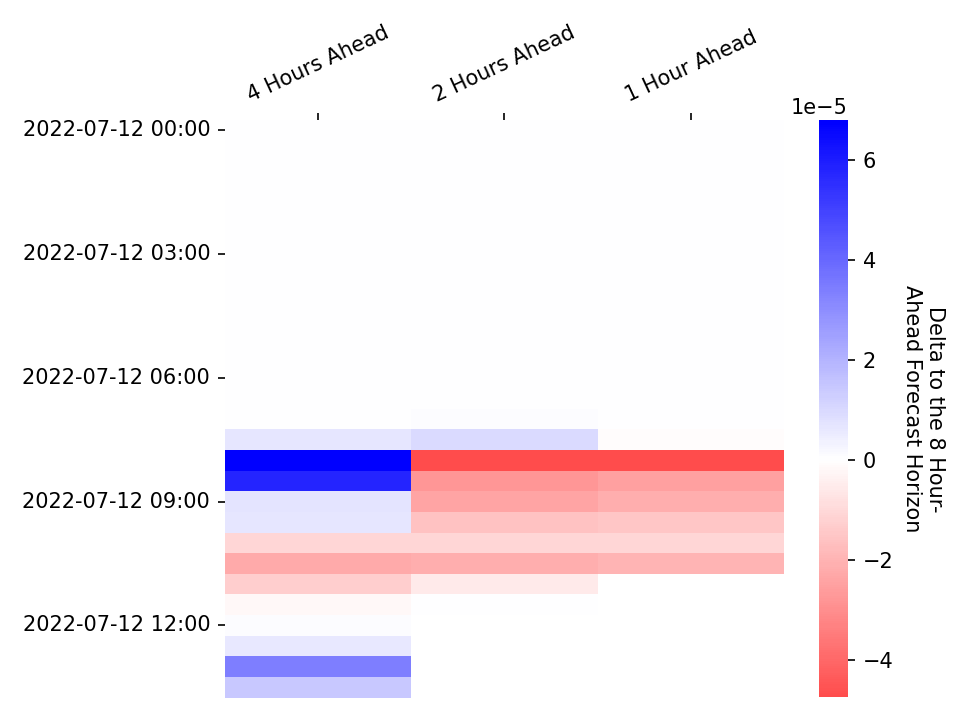 4 Hours Ahead
2 Hours Ahead
1 Hour Ahead
1e−5
2022-07-12 00:00
2022-07-12 03:00
2022-07-12 06:00
2022-07-12 09:00
2022-07-12 12:00
6
4
2
0
−2
−4
Delta to the 8 Hour-
Ahead Forecast Horizon